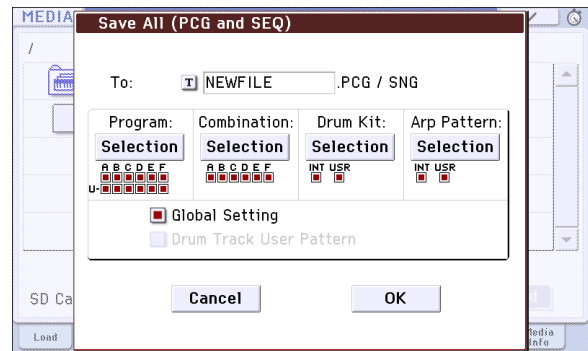 MEDIA
Save All (PCG and SEQ)
/
To: T NEWFILE .PCG / SNG
Program: Combination: Drum Kit: Arp Pattern:
Selection Selection Selection Selection
A B C D E F A B C D E F INT USR INT USR
U-
Global Setting
Drum Track User Pattern
SD Ca
Cancel OK
d
Load
Media
Info